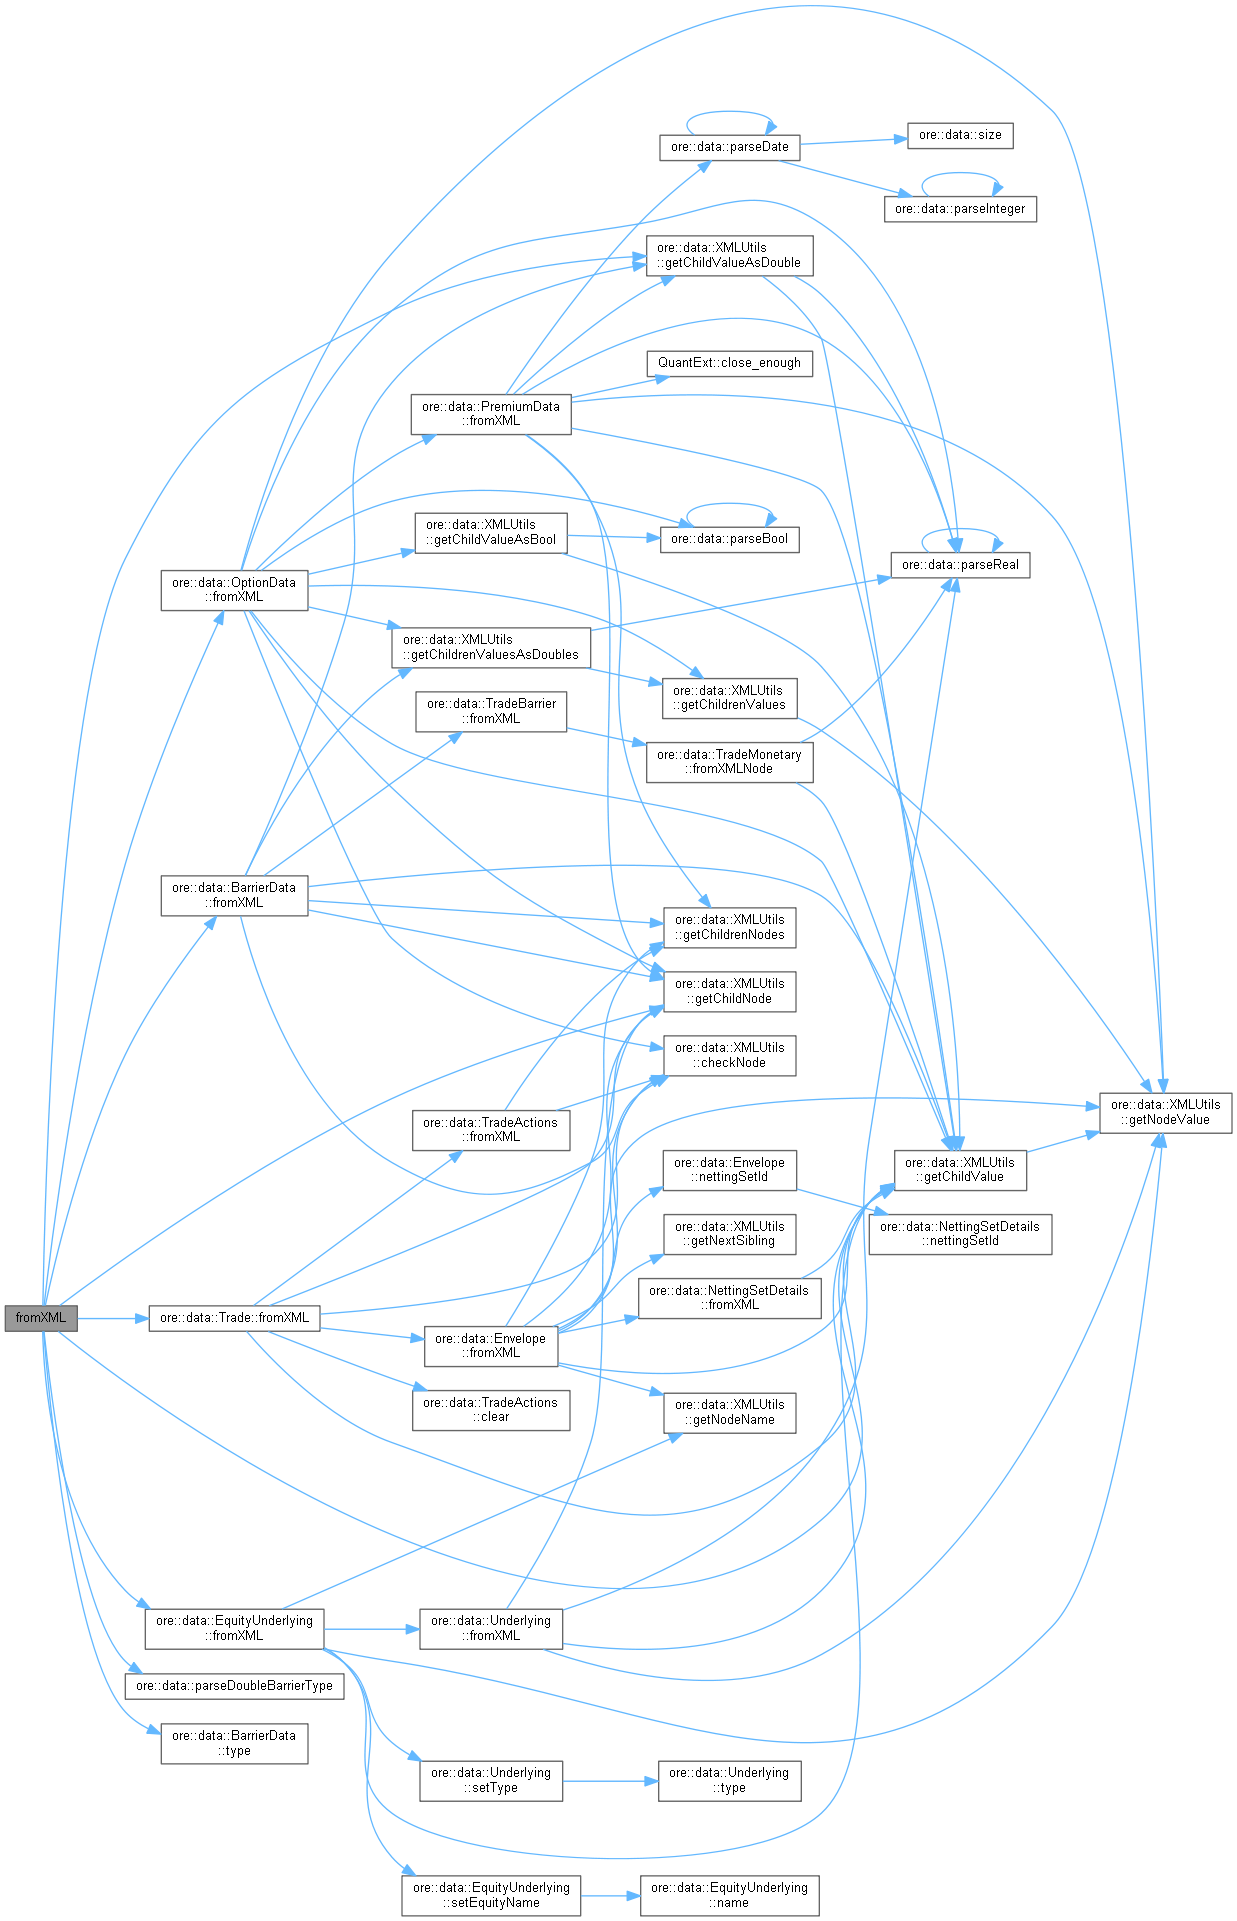 ore::data::parseDate
ore::data::size
ore::data::parseInteger
ore::data::XMLUtils
::getChildValueAsDouble
QuantExt::close_enough
ore::data::PremiumData
::fromXML
ore::data::XMLUtils
::getChildValueAsBool
ore::data::parseBool
ore::data::parseReal
ore::data::OptionData
::fromXML
ore::data::XMLUtils
::getChildrenValuesAsDoubles
ore::data::XMLUtils
::getChildrenValues
ore::data::TradeBarrier
::fromXML
ore::data::TradeMonetary
::fromXMLNode
ore::data::BarrierData
::fromXML
ore::data::XMLUtils
::getChildrenNodes
ore::data::XMLUtils
::getChildNode
ore::data::XMLUtils
::checkNode
ore::data::XMLUtils
::getNodeValue
ore::data::TradeActions
::fromXML
ore::data::Envelope
::nettingSetId
ore::data::XMLUtils
::getChildValue
ore::data::XMLUtils
::getNextSibling
ore::data::NettingSetDetails
::nettingSetId
ore::data::NettingSetDetails
::fromXML
fromXML
ore::data::Trade::fromXML
ore::data::Envelope
::fromXML
ore::data::TradeActions
::clear
ore::data::XMLUtils
::getNodeName
ore::data::EquityUnderlying
::fromXML
ore::data::Underlying
::fromXML
ore::data::parseDoubleBarrierType
ore::data::BarrierData
::type
ore::data::Underlying
::setType
ore::data::Underlying
::type
ore::data::EquityUnderlying
::setEquityName
ore::data::EquityUnderlying
::name